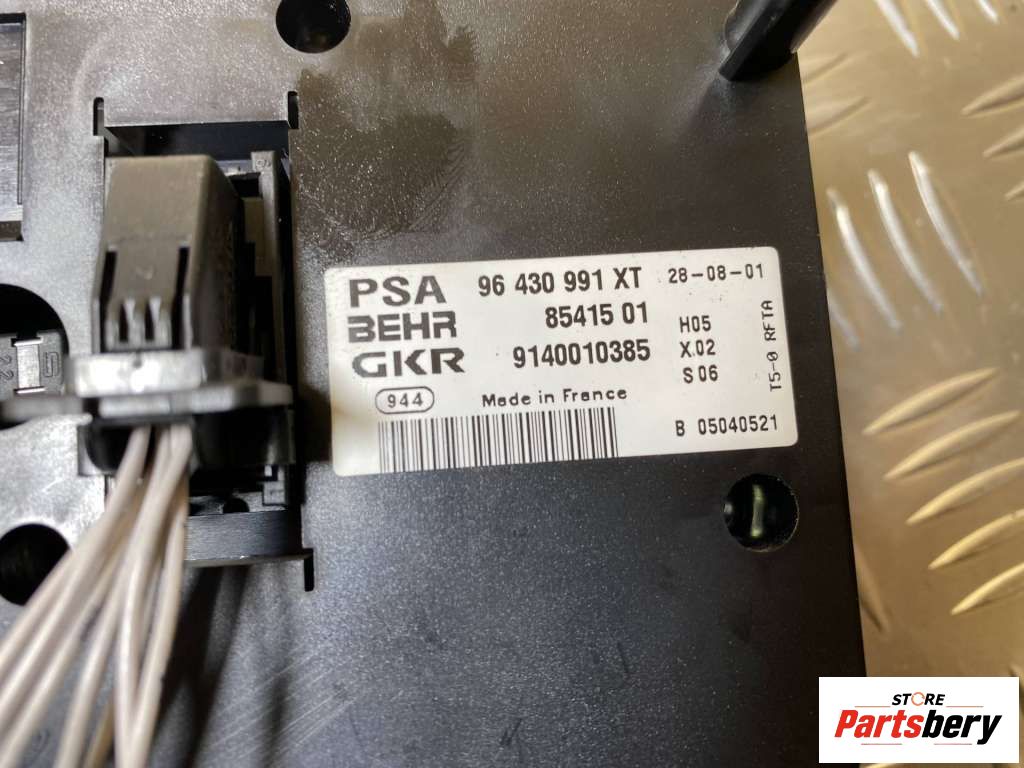 PSA 96 430 991 XT 28-08-01
BEHR 85415 01 H05
GKR 9140010385 X.02
S 06
T5-0 RFTA
944 Made in France
B 05040521
STORE
Partsbery